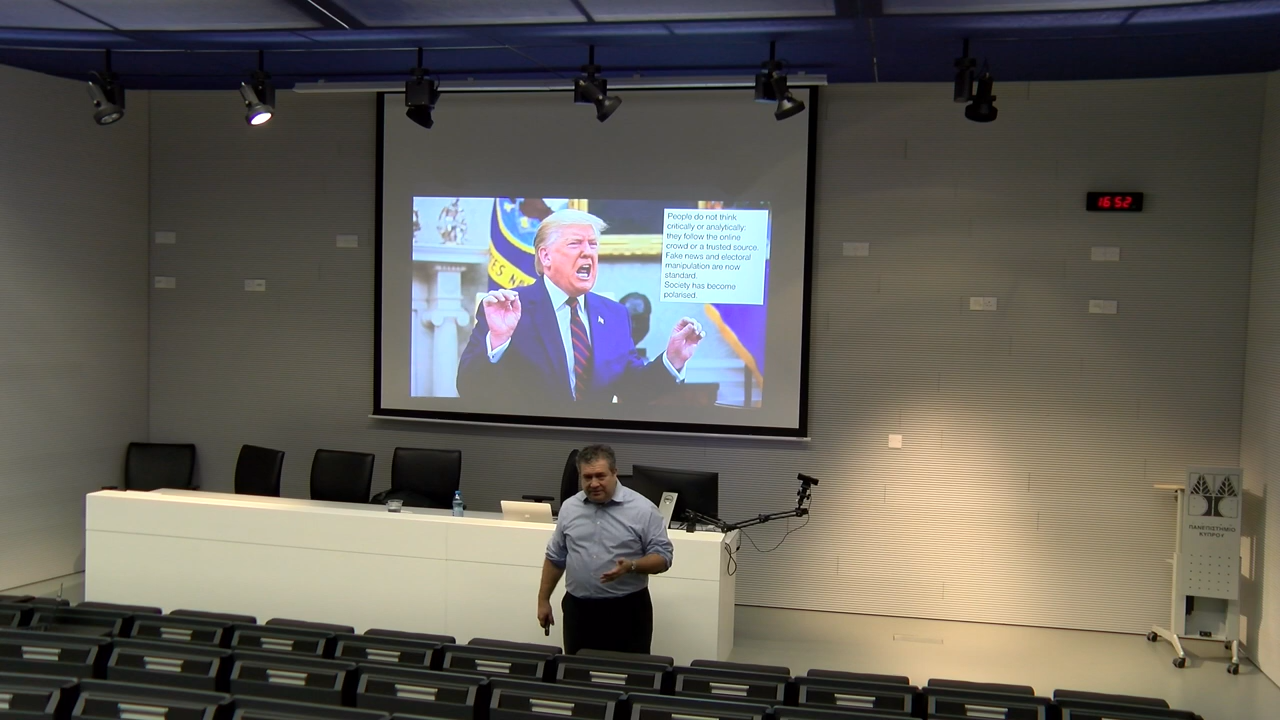 16 52
People do not think
critically or analytically:
they follow the online
crowd or a trusted source.
Fake news and electoral
manipulation are now
standard.
Society has become
polarised.
ΠΑΝΕΠΙΣΤΗΜΙΟ
ΚΥΠΡΟΥ